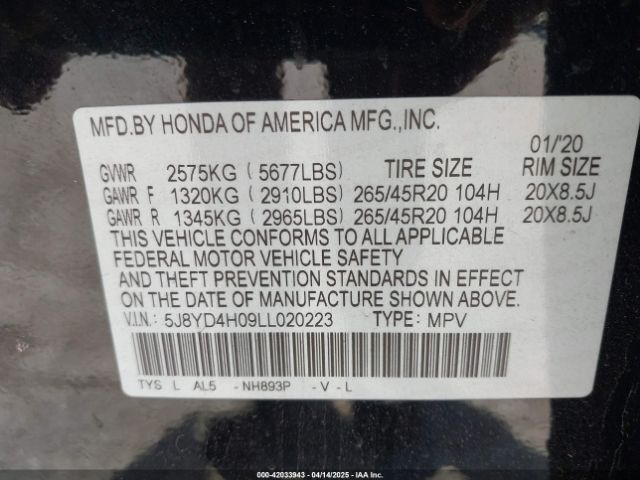 MFD.BY HONDA OF AMERICA MFG.,INC.
01/'20
GVWR 2575KG ( 5677LBS) TIRE SIZE RIM SIZE
GAWR F 1320KG ( 2910LBS) 265/45R20 104H 20X8.5J
GAWR R 1345KG ( 2965LBS) 265/45R20 104H 20X8.5J
THIS VEHICLE CONFORMS TO ALL APPLICABLE
FEDERAL MOTOR VEHICLE SAFETY
AND THEFT PREVENTION STANDARDS IN EFFECT
ON THE DATE OF MANUFACTURE SHOWN ABOVE.
V.I.N.: 5J8YD4H09LL020223 TYPE: MPV
TYS L AL5 -NH893P -V-L
000-42033943 - 04/14/2025 - IAA Inc.